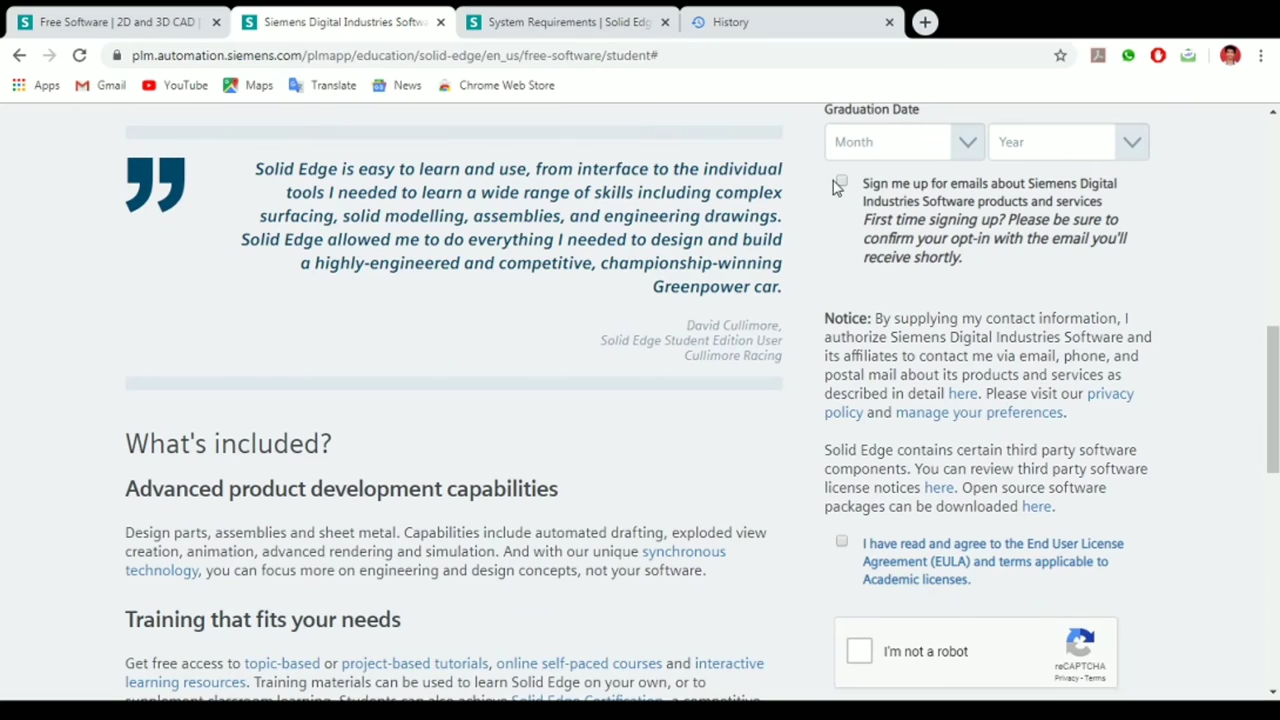 Free Software | 2D and 3D CAD |
Siemens Digital Industries Softw
System Requirements | Solid Edg
History
plm.automation.siemens.com/plmapp/education/solid-edge/en_us/free-software/student#
Apps
Gmail
YouTube
Maps
Translate
News
Chrome Web Store
Solid Edge is easy to learn and use, from interface to the individual
tools I needed to learn a wide range of skills including complex
surfacing, solid modelling, assemblies, and engineering drawings.
Solid Edge allowed me to do everything I needed to design and build
a highly-engineered and competitive, championship-winning
Greenpower car.
David Cullimore,
Solid Edge Student Edition User
Cullimore Racing
What's included?
Advanced product development capabilities
Design parts, assemblies and sheet metal. Capabilities include automated drafting, exploded view
creation, animation, advanced rendering and simulation. And with our unique synchronous
technology, you can focus more on engineering and design concepts, not your software.
Training that fits your needs
Get free access to topic-based or project-based tutorials, online self-paced courses and interactive
learning resources. Training materials can be used to learn Solid Edge on your own, or to
supplement classroom learning. Students can also achieve Solid Edge Certification, a competitive
Graduation Date
Month
Year
Sign me up for emails about Siemens Digital
Industries Software products and services
First time signing up? Please be sure to
confirm your opt-in with the email you'll
receive shortly.
Notice: By supplying my contact information, I
authorize Siemens Digital Industries Software and
its affiliates to contact me via email, phone, and
postal mail about its products and services as
described in detail here. Please visit our privacy
policy and manage your preferences.
Solid Edge contains certain third party software
components. You can review third party software
license notices here. Open source software
packages can be downloaded here.
I have read and agree to the End User License
Agreement (EULA) and terms applicable to
Academic licenses.
I'm not a robot
reCAPTCHA
Privacy - Terms